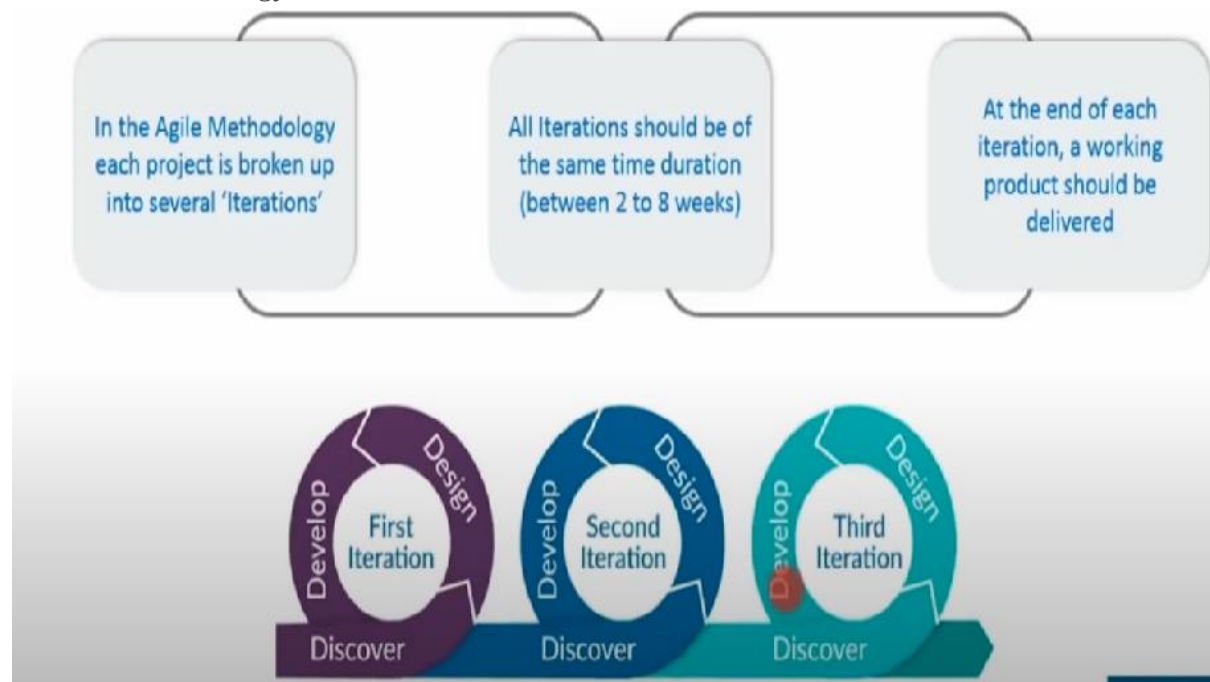 In the Agile Methodology
each project is broken up
into several ‘Iterations’
All Iterations should be of
the same time duration
(between 2 to 8 weeks)
At the end of each
iteration, a working
product should be
delivered
Develop
Design
First
Iteration
Discover
Develop
Design
Second
Iteration
Discover
Develop
Design
Third
Iteration
Discover